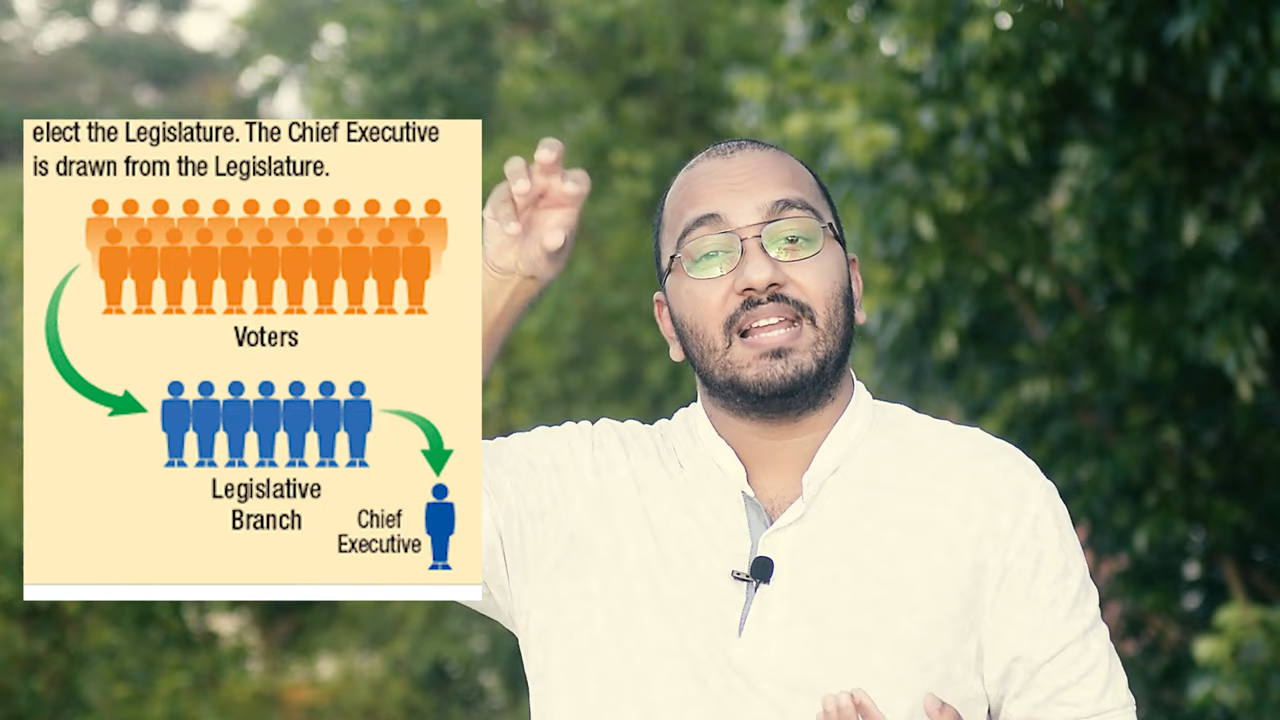 elect the Legislature. The Chief Executive
is drawn from the Legislature.
Voters
Legislative
Branch
Chief
Executive